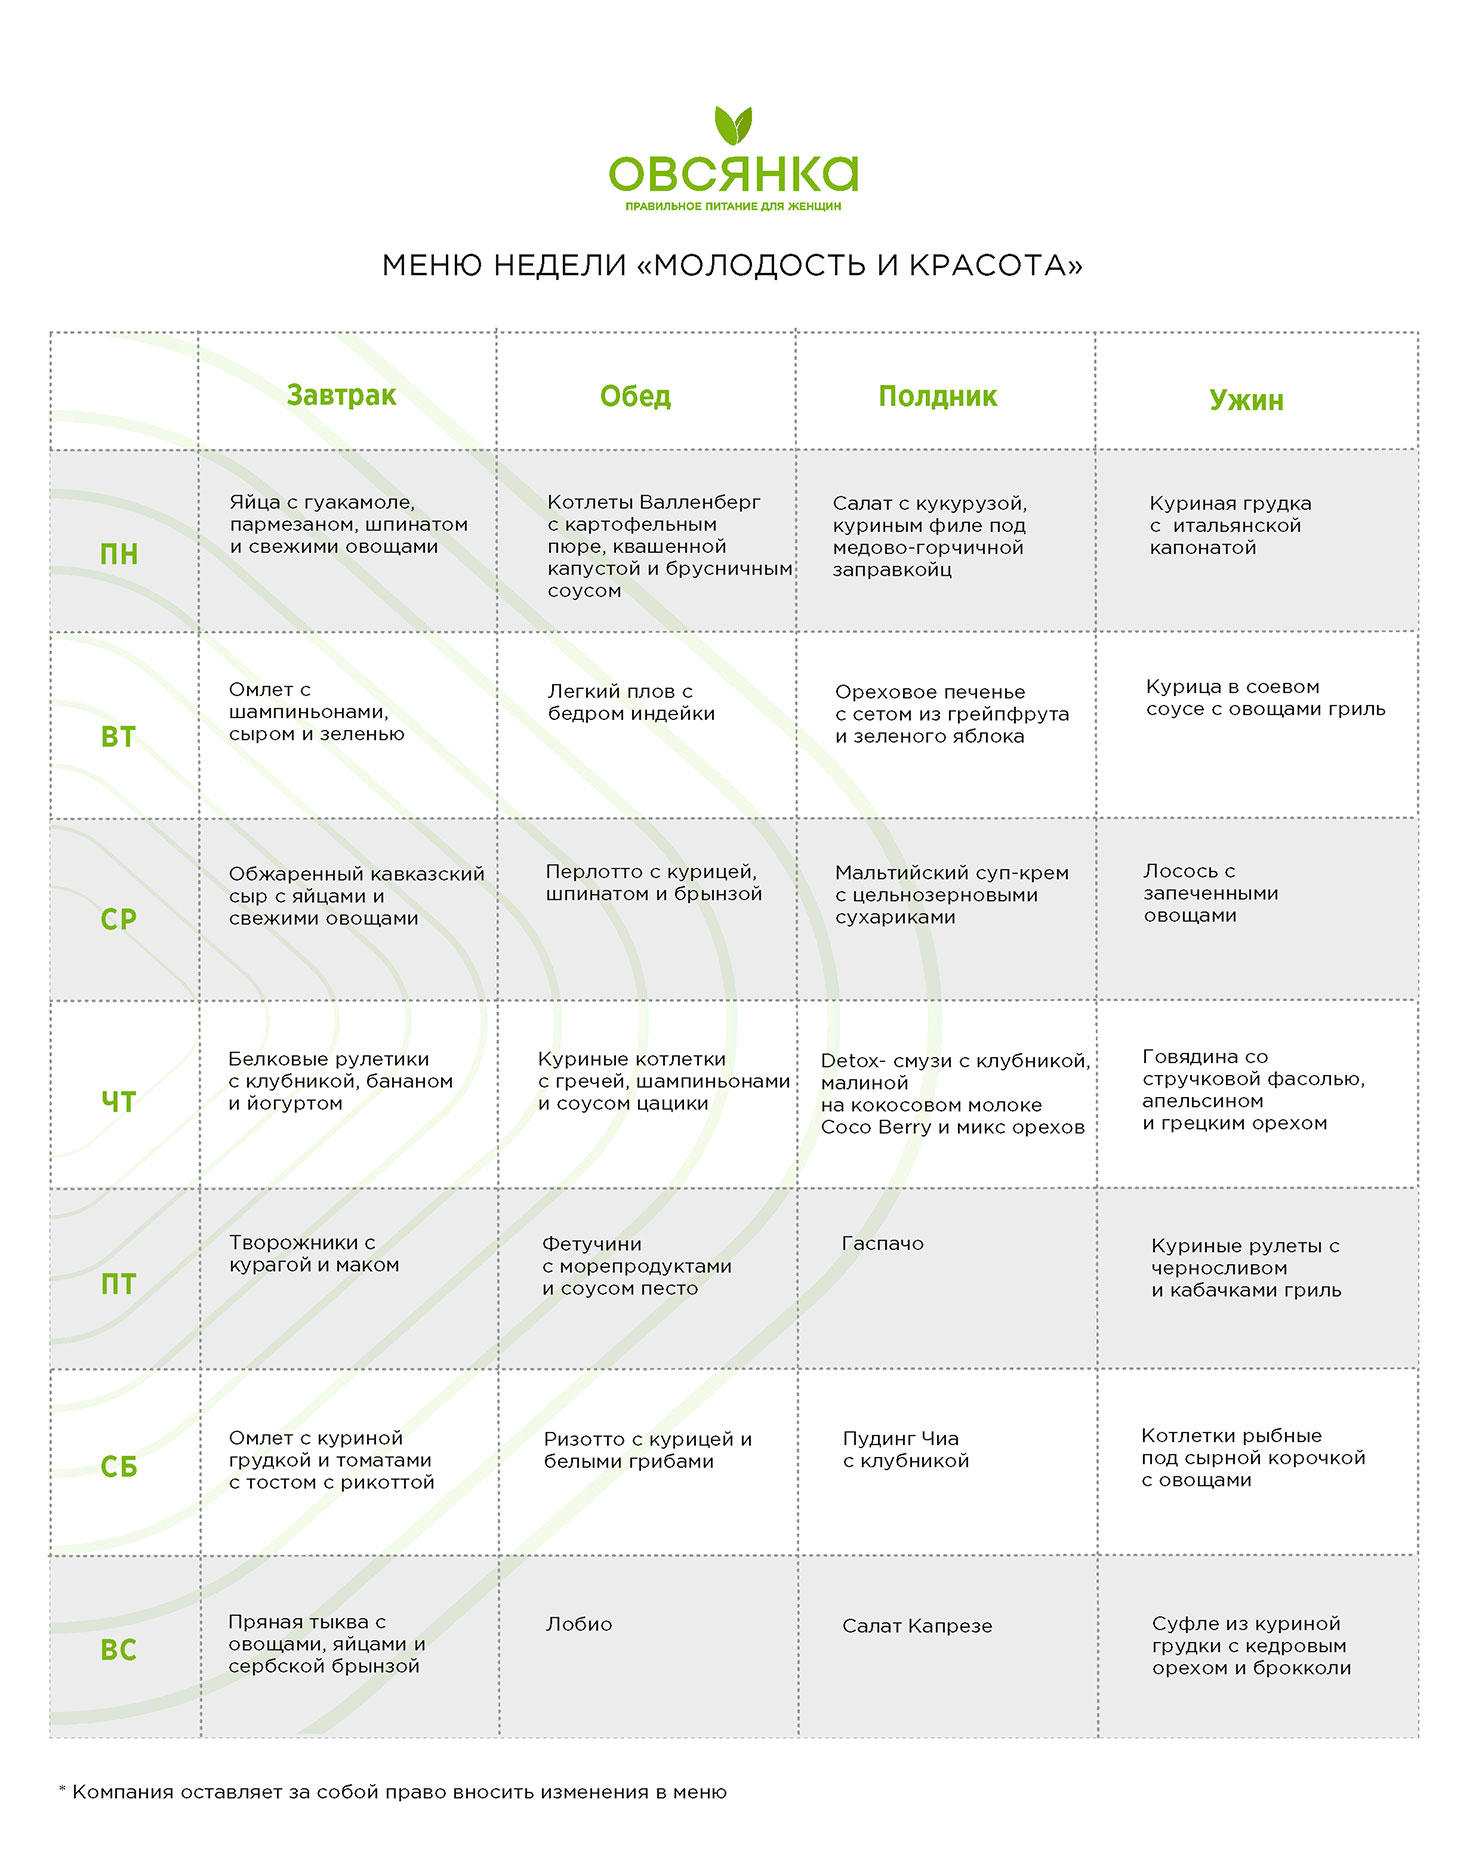 ОВСЯНКА
ПРАВИЛЬНОЕ ПИТАНИЕ ДЛЯ ЖЕНЩИН
МЕНЮ НЕДЕЛИ «МОЛОДОСТЬ И КРАСОТА»
Завтрак
Обед
Полдник
Ужин
ПН
Яйца с гуакамоле,
пармезаном, шпинатом
и свежими овощами
Котлеты Валленберг
с картофельным
пюре, квашенной
капустой и брусничным
соусом
Салат с кукурузой,
куриным филе под
медово-горчичной
заправкойц
Куриная грудка
с итальянской
капонатой
ВТ
Омлет с
шампиньонами,
сыром и зеленью
Легкий плов с
бедром индейки
Ореховое печенье
с сетом из грейпфрута
и зеленого яблока
Курица в соевом
соусе с овощами гриль
СР
Обжаренный кавказский
сыр с яйцами и
свежими овощами
Перлотто с курицей,
шпинатом и брынзой
Мальтийский суп-крем
с цельнозерновыми
сухариками
Лосось с
запеченными
овощами
ЧТ
Белковые рулетики
с клубникой, бананом
и йогуртом
Куриные котлетки
с гречей, шампиньонами
и соусом цацики
Detox- смузи с клубникой,
малиной
на кокосовом молоке
Coco Berry и микс орехов
Говядина со
стручковой фасолью,
апельсином
и грецким орехом
ПТ
Творожники с
курагой и маком
Фетучини
с морепродуктами
и соусом песто
Гаспачо
Куриные рулеты с
черносливом
и кабачками гриль
СБ
Омлет с куриной
грудкой и томатами
с тостом с рикоттой
Ризотто с курицей и
белыми грибами
Пудинг Чиа
с клубникой
Котлетки рыбные
под сырной корочкой
с овощами
ВС
Пряная тыква с
овощами, яйцами и
сербской брынзой
Лобио
Салат Капрезе
Суфле из куриной
грудки с кедровым
орехом и брокколи
* Компания оставляет за собой право вносить изменения в меню